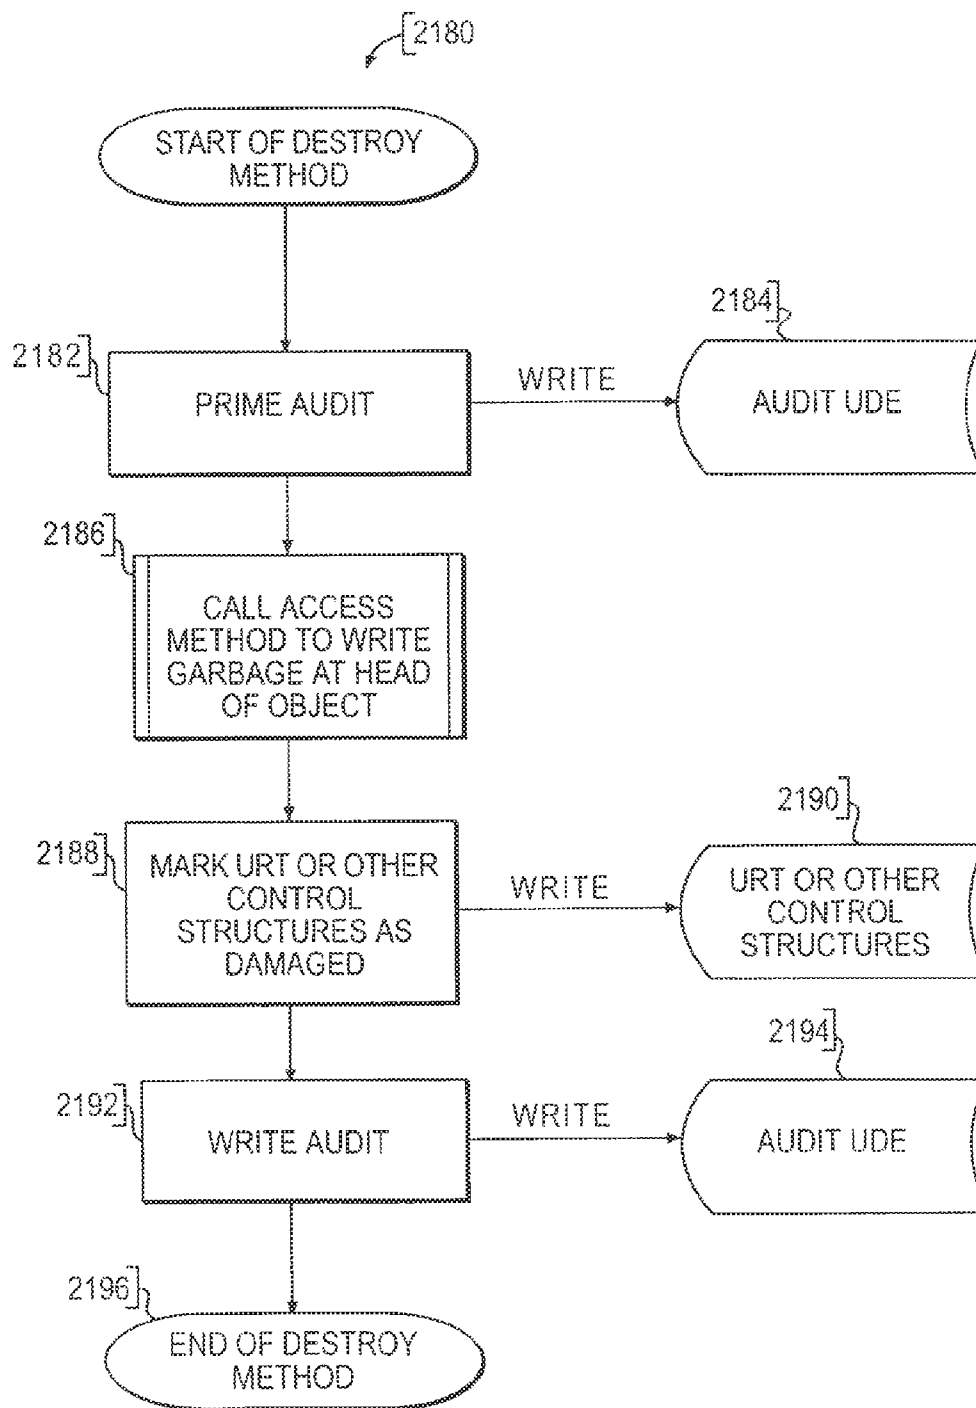 2180
START OF DESTROY
METHOD
2184
2182
PRIME AUDIT
WRITE
AUDIT UDE
2186
CALL ACCESS
METHOD TO WRITE
GARBAGE AT HEAD
OF OBJECT
2190
2188
MARK URT OR OTHER
CONTROL
STRUCTURES AS
DAMAGED
WRITE
URT OR OTHER
CONTROL
STRUCTURES
2194
2192
WRITE AUDIT
WRITE
AUDIT UDE
2196
END OF DESTROY
METHOD